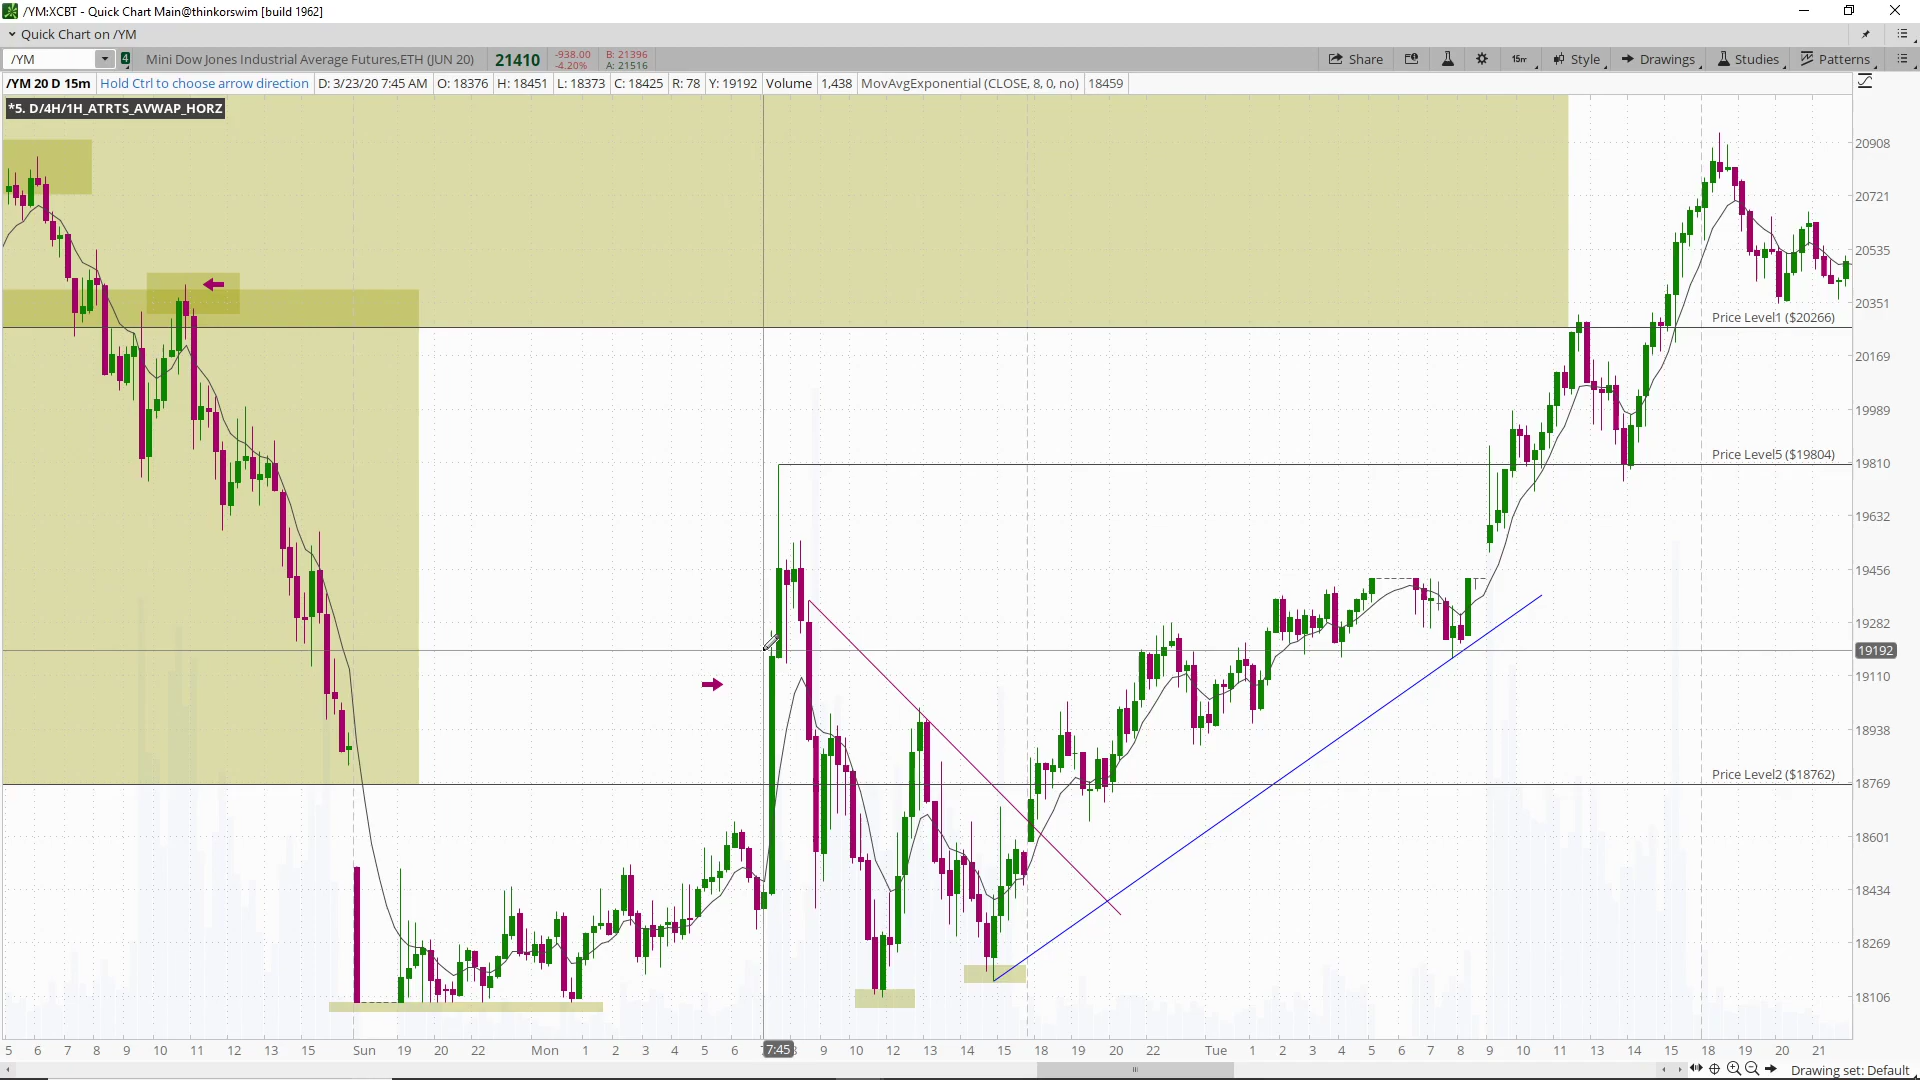 /YM:XCBT - Quick Chart Main@thinkorswim [build 1962]
Quick Chart on /YM
/YM 4 Mini Dow Jones Industrial Average Futures,ETH (JUN 20) 21410 -938.00 -4.20% B: 21396 A: 21516 Share 15m Style Drawings Studies Patterns
/YM 20 D 15m Hold Ctrl to choose arrow direction D: 3/23/20 7:45 AM O: 18376 H: 18451 L: 18373 C: 18425 R: 78 Y: 19192 Volume 1,438 MovAvgExponential (CLOSE, 8, 0, no) 18459
*5. D/4H/1H_ATRTS_AVWAP_HORZ
20908
20721
20535
20351
Price Level1 ($20266)
20169
19989
Price Level5 ($19804)
19810
19632
19456
19282
19192
19110
18938
Price Level2 ($18762)
18769
18601
18434
18269
18106
5 6 7 8 9 10 11 12 13 15 Sun 19 20 22 Mon 1 2 3 4 5 6 7:45 9 10 12 13 14 15 18 19 20 22 Tue 1 2 3 4 5 6 7 8 9 10 11 13 14 15 18 19 20 21
Drawing set: Default